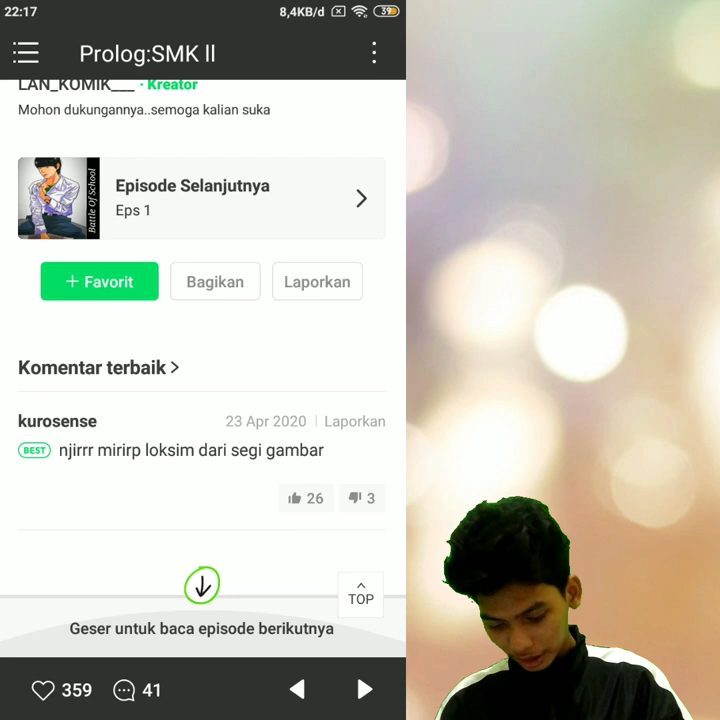 22:17 8,4KB/d 39
Prolog:SMK ll
LAN_KOMIK___ · Kreator
Mohon dukungannya..semoga kalian suka
Battle Of School
Episode Selanjutnya
Eps 1
+ Favorit Bagikan Laporkan
Komentar terbaik >
kurosense 23 Apr 2020 | Laporkan
BEST njirrr mirirp loksim dari segi gambar
26 3
TOP
Geser untuk baca episode berikutnya
359 41